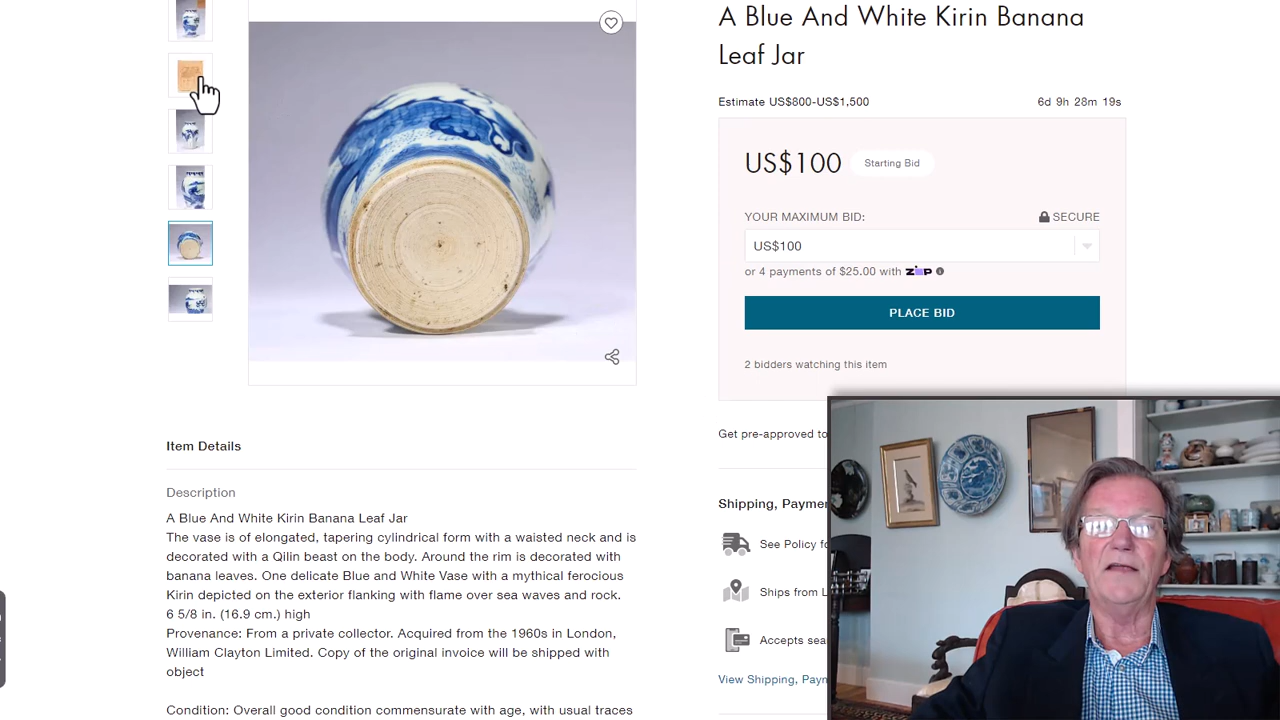 A Blue And White Kirin Banana
Leaf Jar
Estimate US$800-US$1,500
6d 9h 28m 19s
US$100
Starting Bid
YOUR MAXIMUM BID:
SECURE
US$100
or 4 payments of $25.00 with ZIP
PLACE BID
2 bidders watching this item
Get pre-approved to
Item Details
Description
A Blue And White Kirin Banana Leaf Jar
The vase is of elongated, tapering cylindrical form with a waisted neck and is
decorated with a Qilin beast on the body. Around the rim is decorated with
banana leaves. One delicate Blue and White Vase with a mythical ferocious
Kirin depicted on the exterior flanking with flame over sea waves and rock.
6 5/8 in. (16.9 cm.) high
Provenance: From a private collector. Acquired from the 1960s in London,
William Clayton Limited. Copy of the original invoice will be shipped with
object
Condition: Overall good condition commensurate with age, with usual traces
Shipping, Paymen
See Policy fo
Ships from L
Accepts sea
View Shipping, Payn